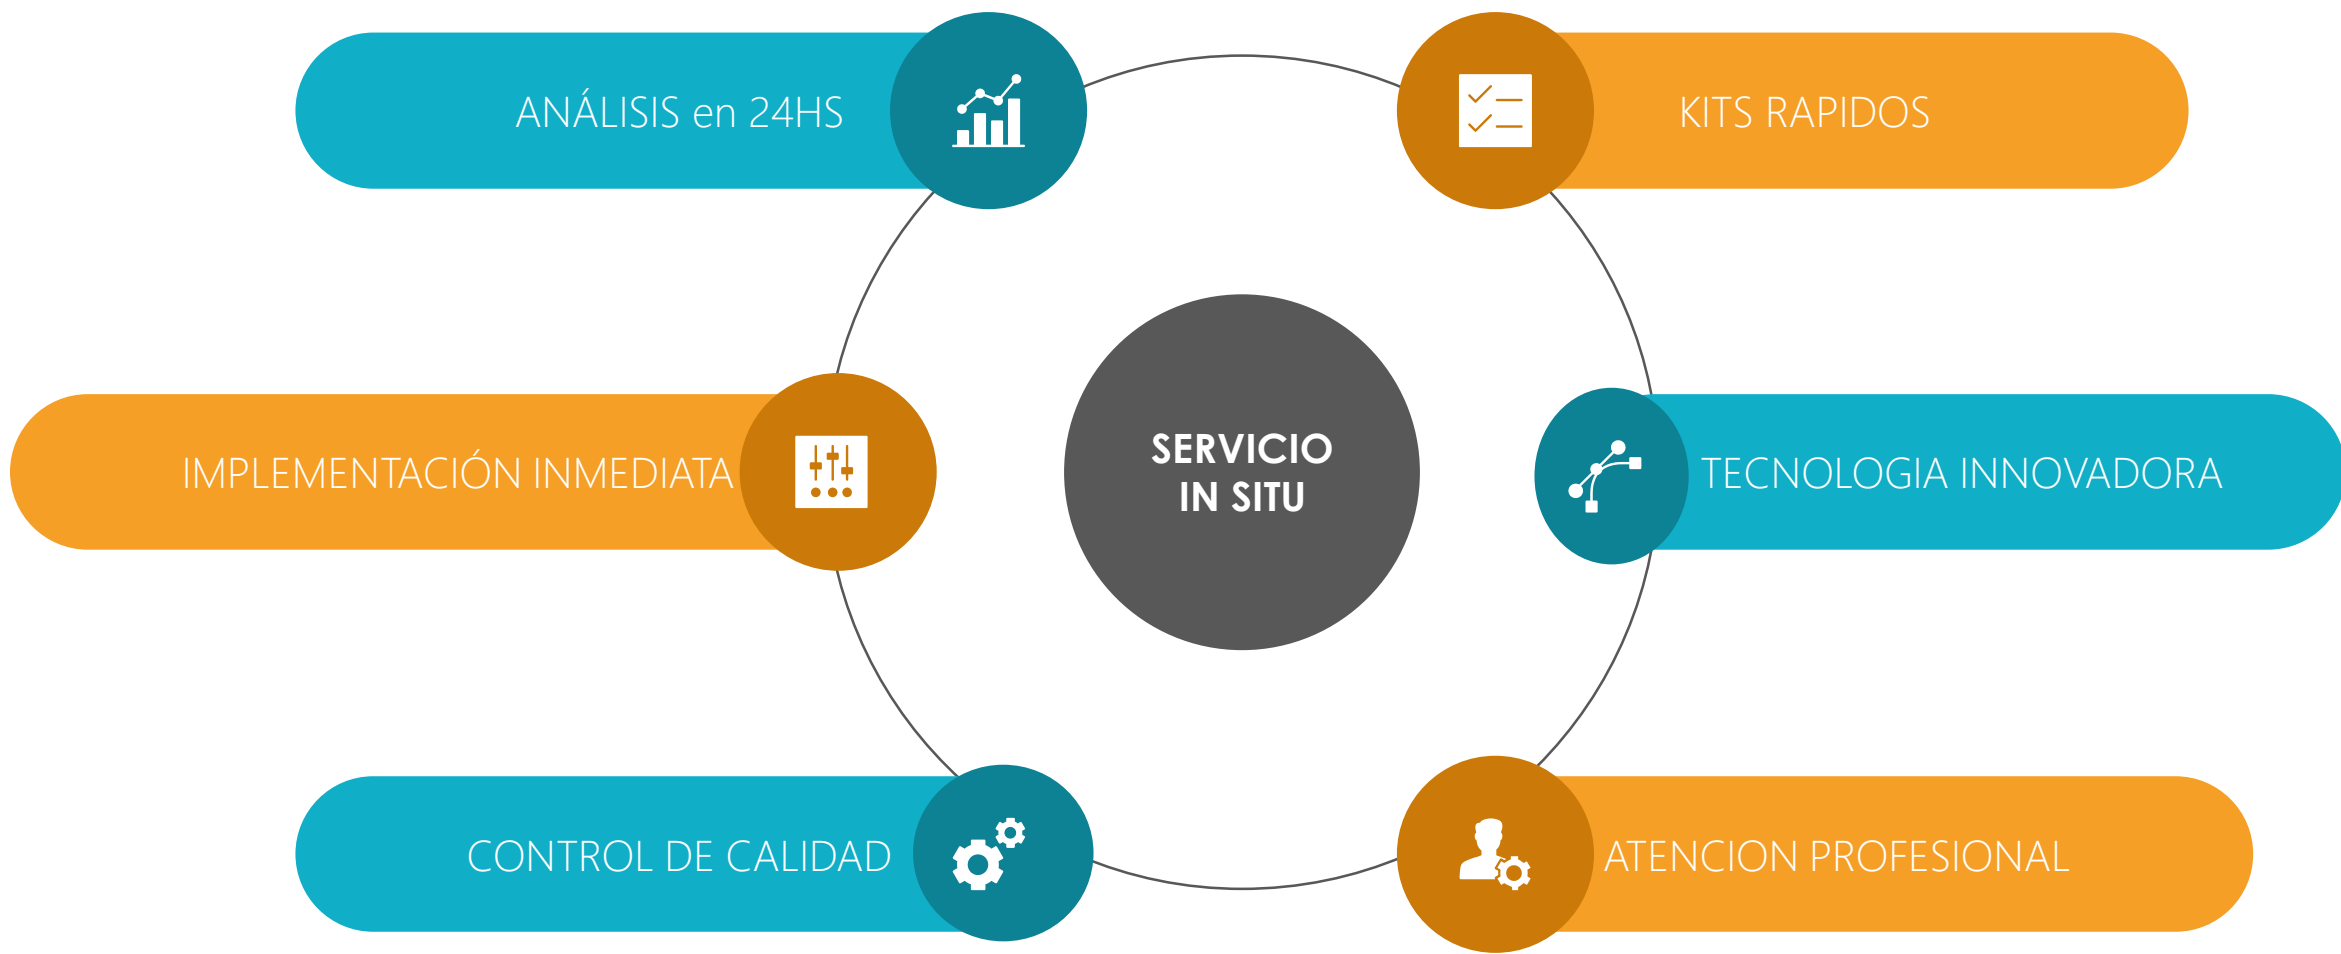 ANÁLISIS en 24HS
KITS RAPIDOS
IMPLEMENTACIÓN INMEDIATA
SERVICIO
IN SITU
TECNOLOGIA INNOVADORA
CONTROL DE CALIDAD
ATENCION PROFESIONAL